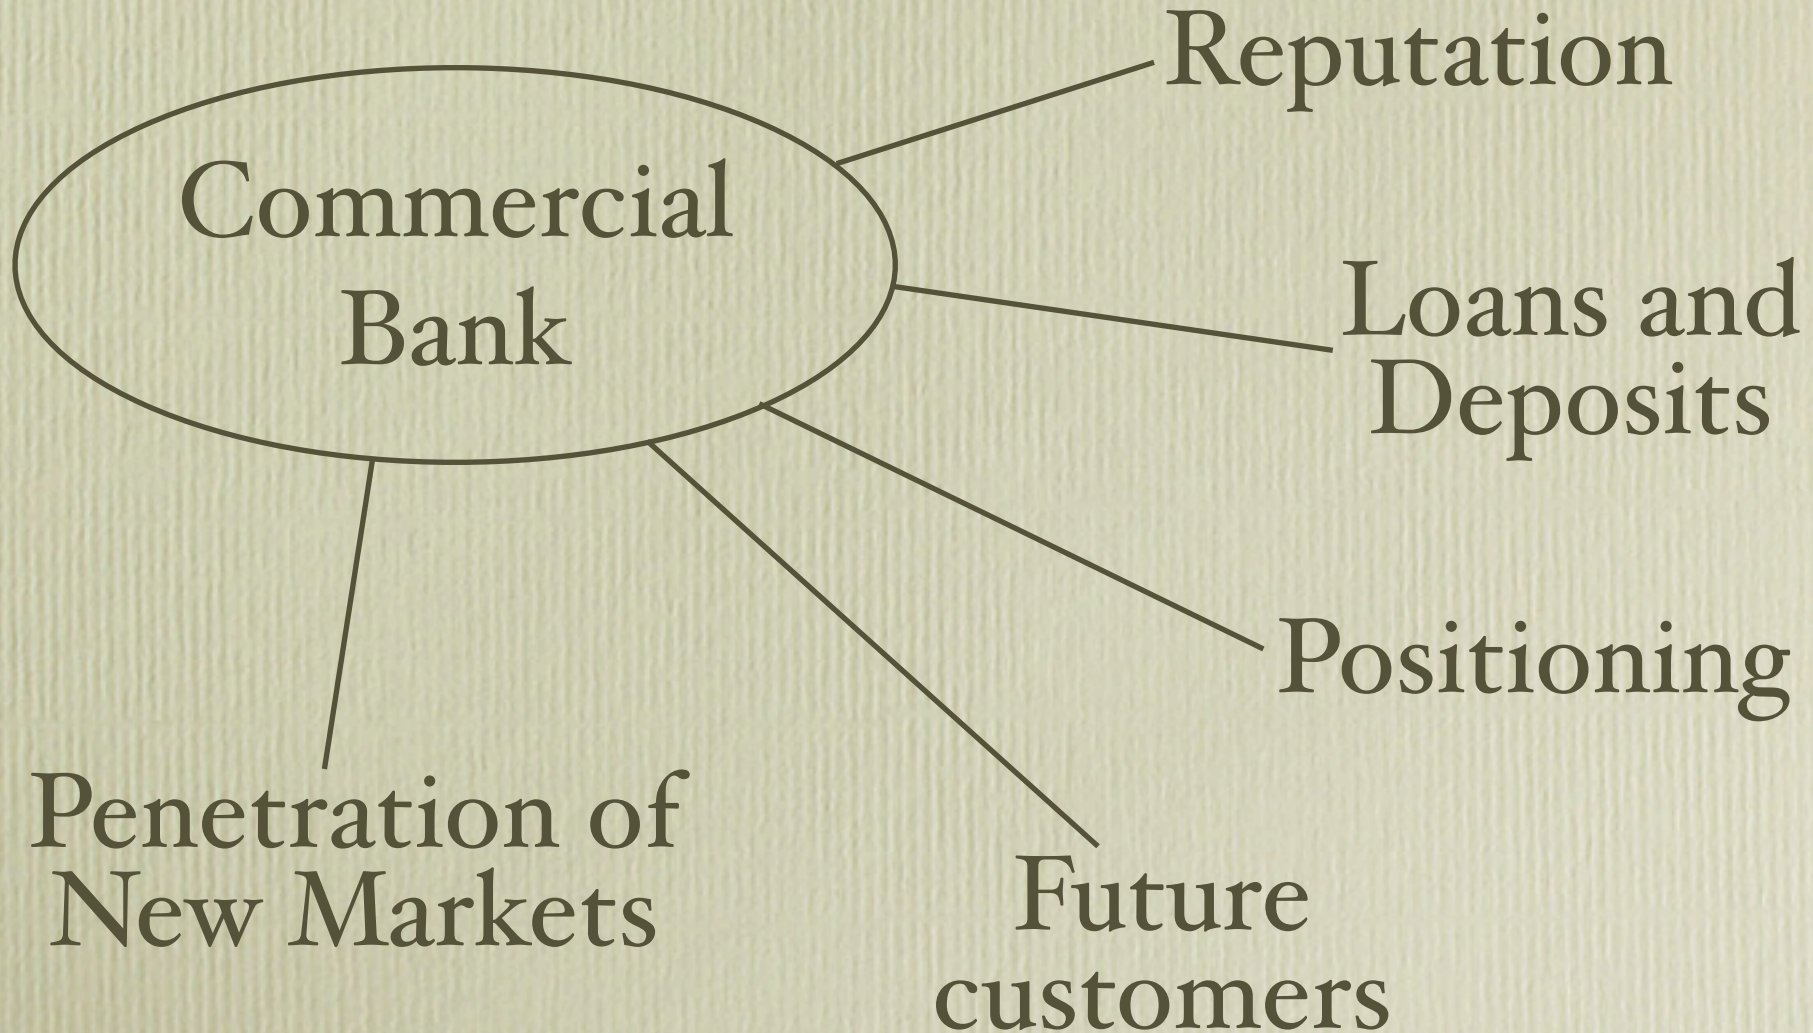 Commercial
Bank
Reputation
Loans and
Deposits
Positioning
Future
customers
Penetration of
New Markets